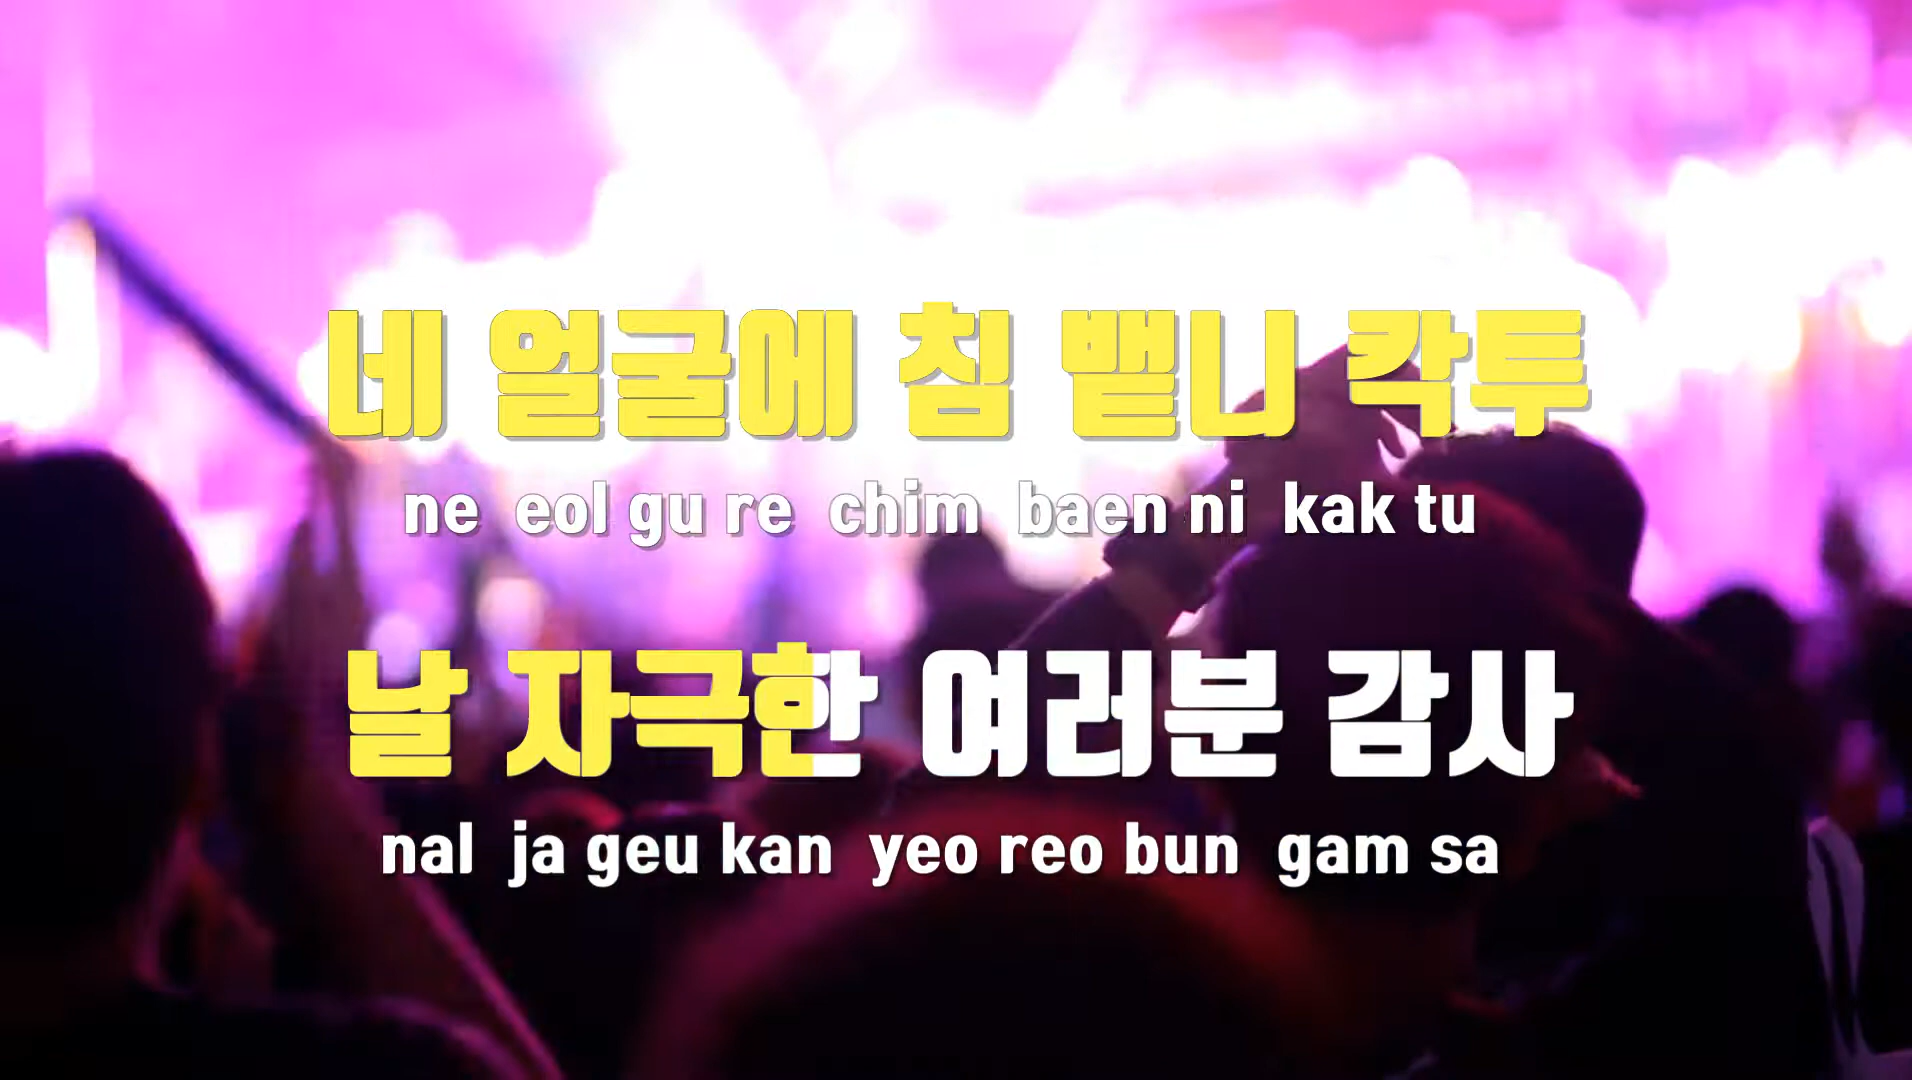 네 얼굴에 침 뱉니 칵투
ne eol gu re chim baen ni kak tu
날 자극한 여러분 감사
nal ja geu kan yeo reo bun gam sa